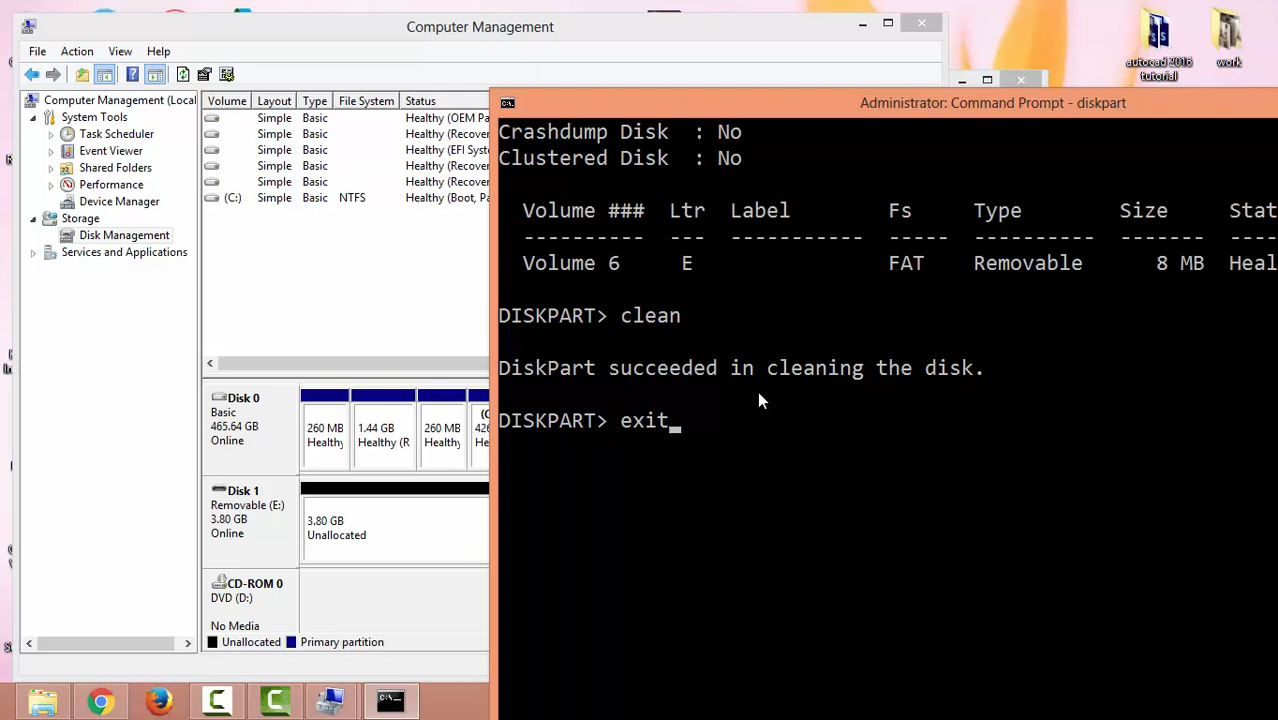 Computer Management
File Action View Help
Computer Management (Local
System Tools
Task Scheduler
Event Viewer
Shared Folders
Performance
Device Manager
Storage
Disk Management
Services and Applications
Volume Layout Type File System Status
Simple Basic Healthy (OEM Pa
Simple Basic Healthy (Recover
Simple Basic Healthy (EFI Syste
Simple Basic Healthy (Recover
Simple Basic Healthy (Recover
(C:) Simple Basic NTFS Healthy (Boot, Pa
Disk 0
Basic
465.64 GB
Online
260 MB
Healthy
1.44 GB
Healthy (R
260 MB
Healthy
Disk 1
Removable (E:)
3.80 GB
Online
3.80 GB
Unallocated
CD-ROM 0
DVD (D:)
No Media
Unallocated Primary partition
Administrator: Command Prompt - diskpart
Crashdump Disk : No
Clustered Disk : No
Volume ### Ltr Label Fs Type Size Stat
---------- --- ----------- ----- ---------- ------- ----
Volume 6 E FAT Removable 8 MB Heal
DISKPART> clean
DiskPart succeeded in cleaning the disk.
DISKPART> exit_
autocad 2016
tutorial
work